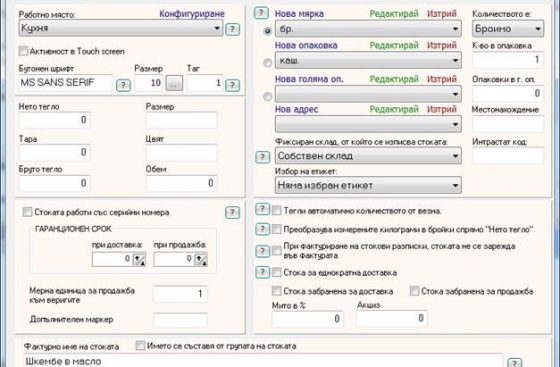 Работно място: Конфигуриране
Кухня ?
Активност в Touch screen
Бутонен шрифт Размер Таг
MS SANS SERIF ? 10 ... 1 ?
Нето тегло Размер
0
Тара Цвят
0
Бруто тегло Обем
0 0
? Нова мярка Редактирай Изтрий
бр.
Нова опаковка Редактирай Изтрий
каш.
Нова голяма оп. Редактирай Изтрий
Нов адрес Редактирай Изтрий
Количеството е:
Броимо ?
К-во в опаковка
1
Опаковки в г. оп.
0
Местонахождание
Интрастат код:
Фиксиран склад, от който се изписва стоката:
? Собствен склад
Избор на етикет:
Няма избран етикет
Стоката работи със серийни номера ?
ГАРАНЦИОНЕН СРОК
при доставка: при продажба:
0 0
Мерна единица за продажба
към веригите 1
Допълнителен маркер
? Тегли автоматично количеството от везна.
? Преобразува измерените килограми в бройки спрямо "Нето тегло"
? При фактуриране на стокови разписки, стоката не се зарежда
във фактурата
? Стока за еднократна доставка
Стока забранена за доставка Стока забранена за продажба
Мито в % Акциз
0 0
Фактурно име на стоката Името се съставя от групата на стоката
Шкембе в масло ?